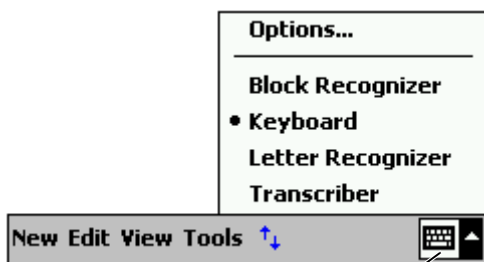 Options...
Block Recognizer
Keyboard
Letter Recognizer
Transcriber
New Edit View Tools